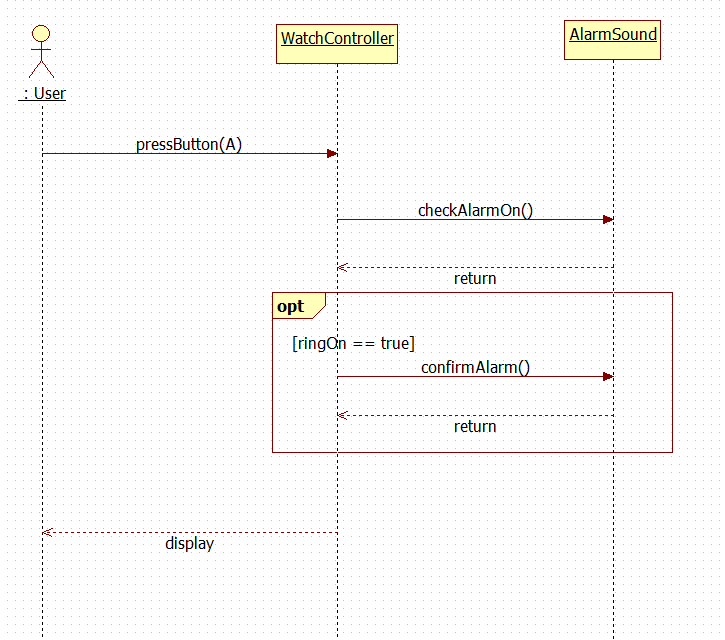 WatchController
AlarmSound
: User
pressButton(A)
checkAlarmOn()
return
opt
[ringOn == true]
confirmAlarm()
return
display